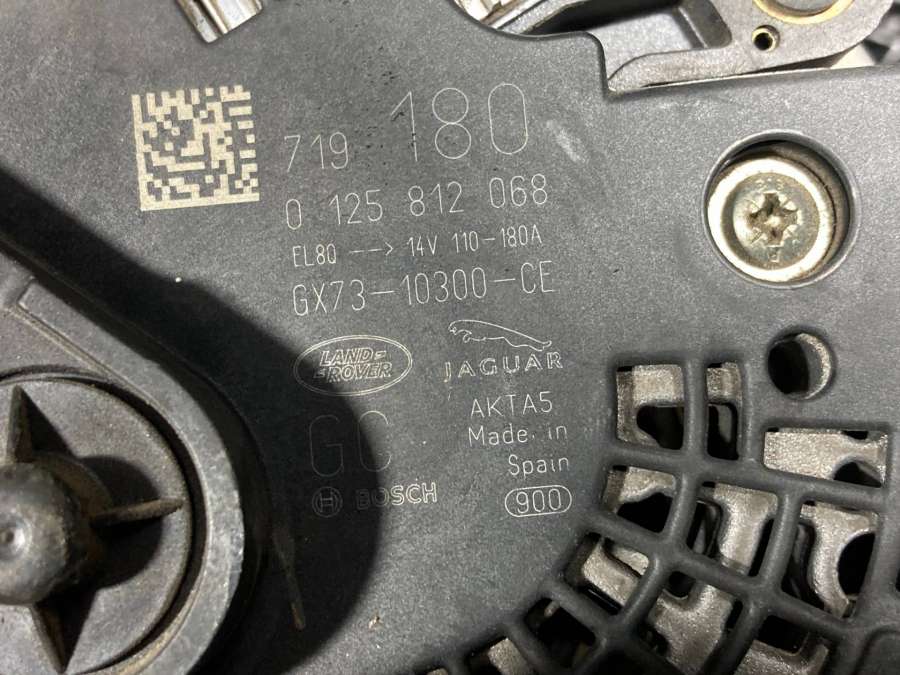 719 180
0 125 812 068
EL8Q --> 14V 110-180A
GX73-10300-CE
LAND-
-ROVER
JAGUAR
AKTA5
GC
Made in
Spain
BOSCH
900